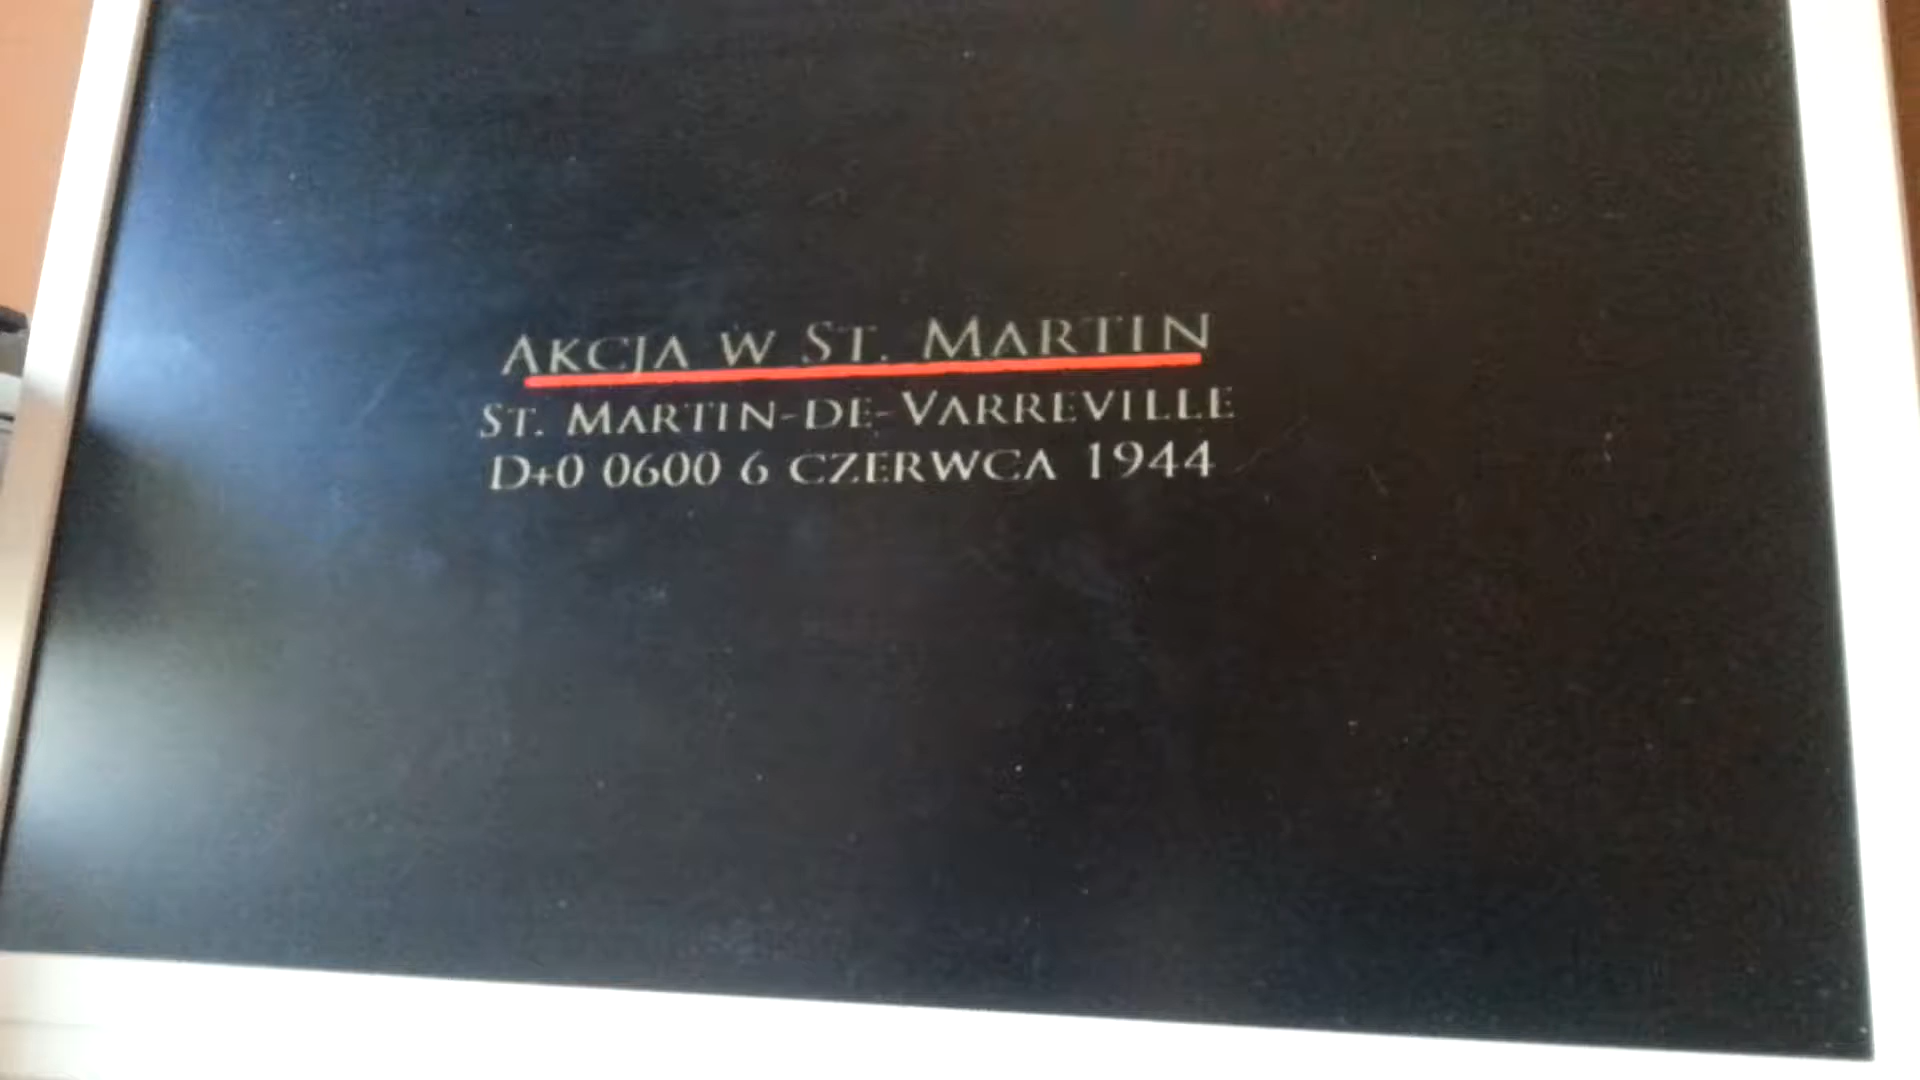 Akcja w St. Martin
St. Martin-de-Varreville
D+0 0600 6 czerwca 1944